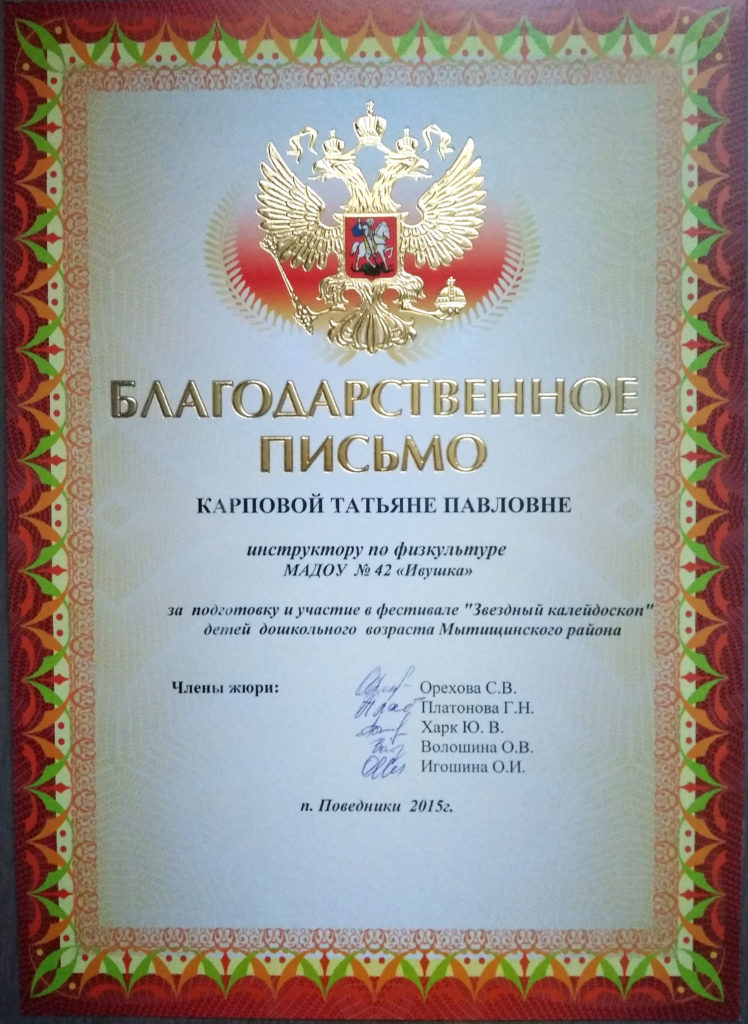 БЛАГОДАРСТВЕННОЕ
ПИСЬМО
КАРПОВОЙ ТАТЬЯНЕ ПАВЛОВНЕ
инструктору по физкультуре
МАДОУ № 42 «Ивушка»
за подготовку и участие в фестивале "Звездный калейдоскоп"
детей дошкольного возраста Мытищинского района
Члены жюри: Орехова С.В.
Платонова Г.Н.
Харк Ю. В.
Волошина О.В.
Игошина О.И.
п. Поведники 2015г.